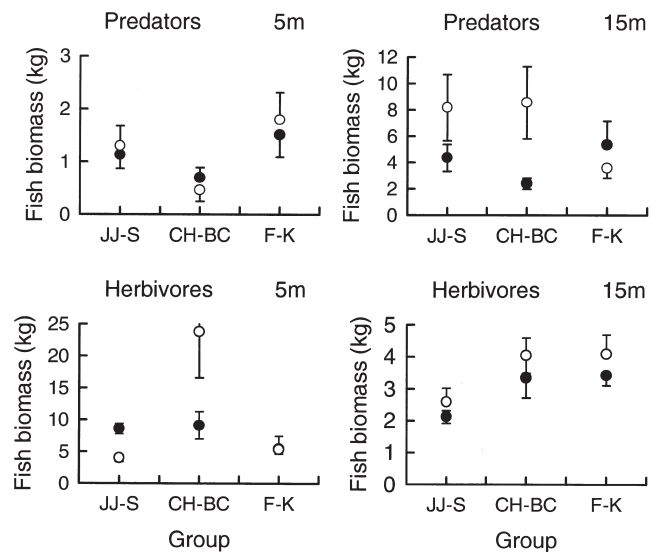 Predators 5m
Fish biomass (kg)
3
2
1
0
JJ-S CH-BC F-K
Predators 15m
Fish biomass (kg)
12
10
8
6
4
2
0
JJ-S CH-BC F-K
Herbivores 5m
Fish biomass (kg)
25
20
15
10
5
0
JJ-S CH-BC F-K
Group
Herbivores 15m
Fish biomass (kg)
5
4
3
2
1
0
JJ-S CH-BC F-K
Group